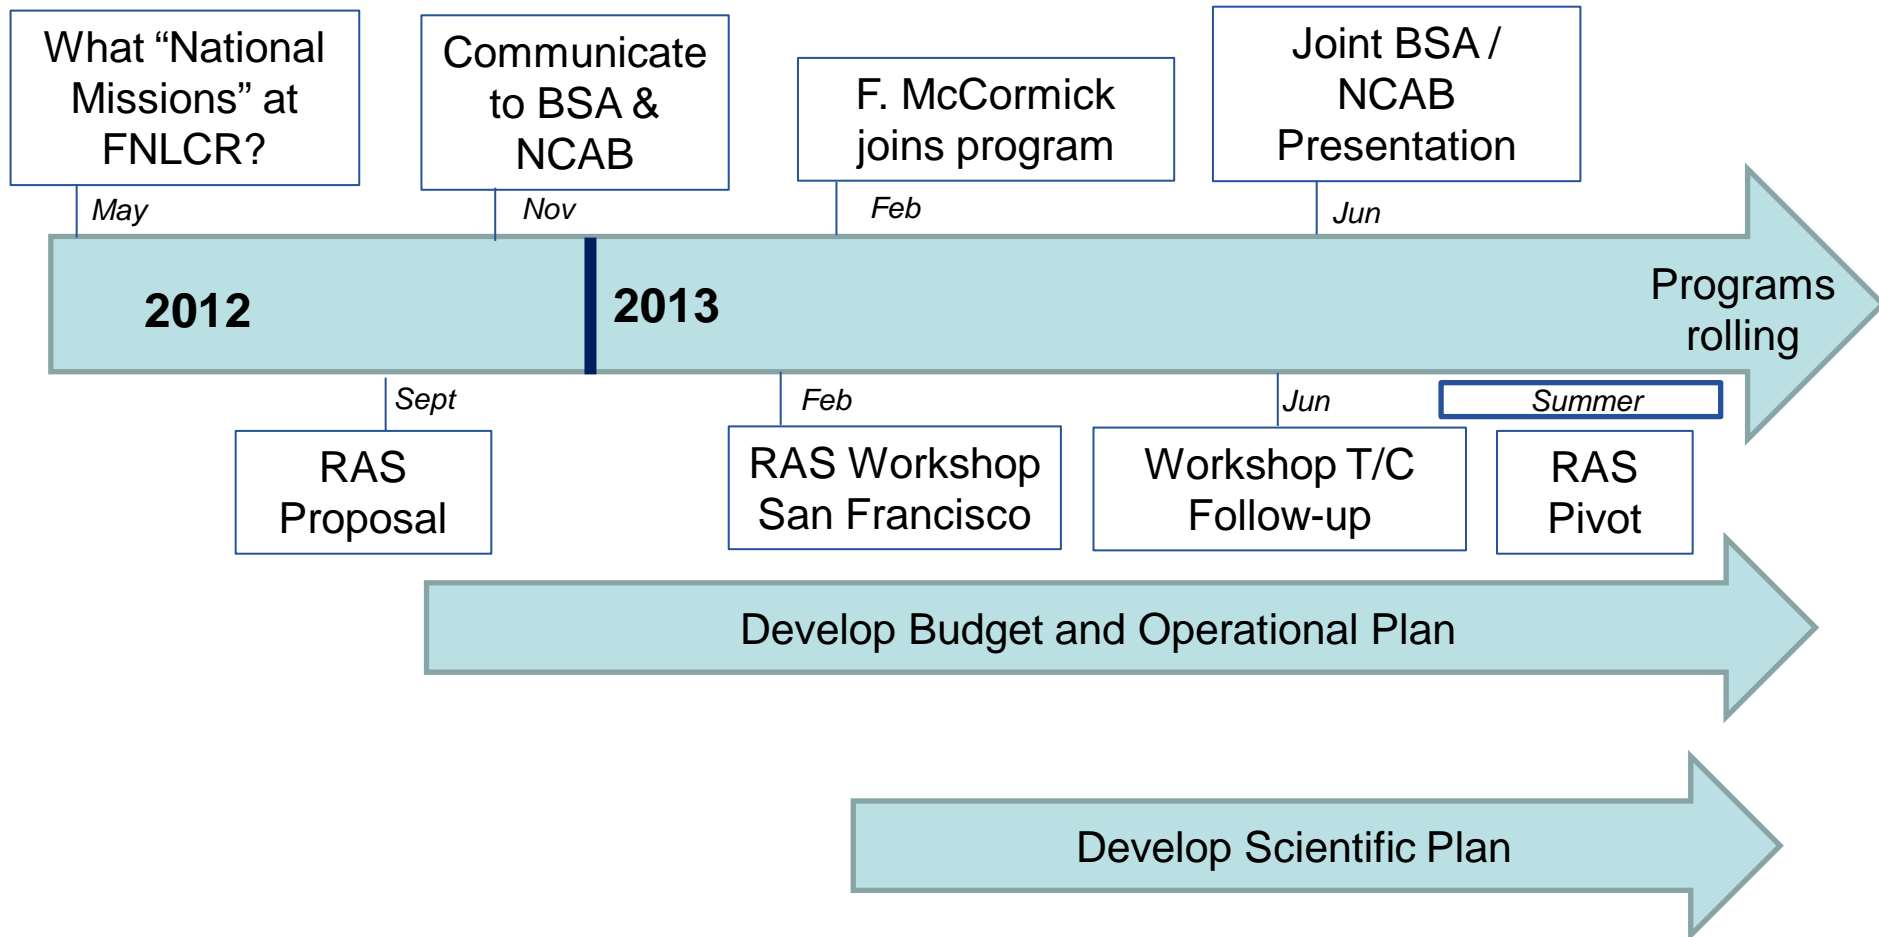 What “National
Missions” at
FNLCR?
Communicate
to BSA &
NCAB
F. McCormick
joins program
Joint BSA /
NCAB
Presentation
May
Nov
Feb
Jun
2012
2013
Programs
rolling
Sept
Feb
Jun
Summer
RAS
Proposal
RAS Workshop
San Francisco
Workshop T/C
Follow-up
RAS
Pivot
Develop Budget and Operational Plan
Develop Scientific Plan